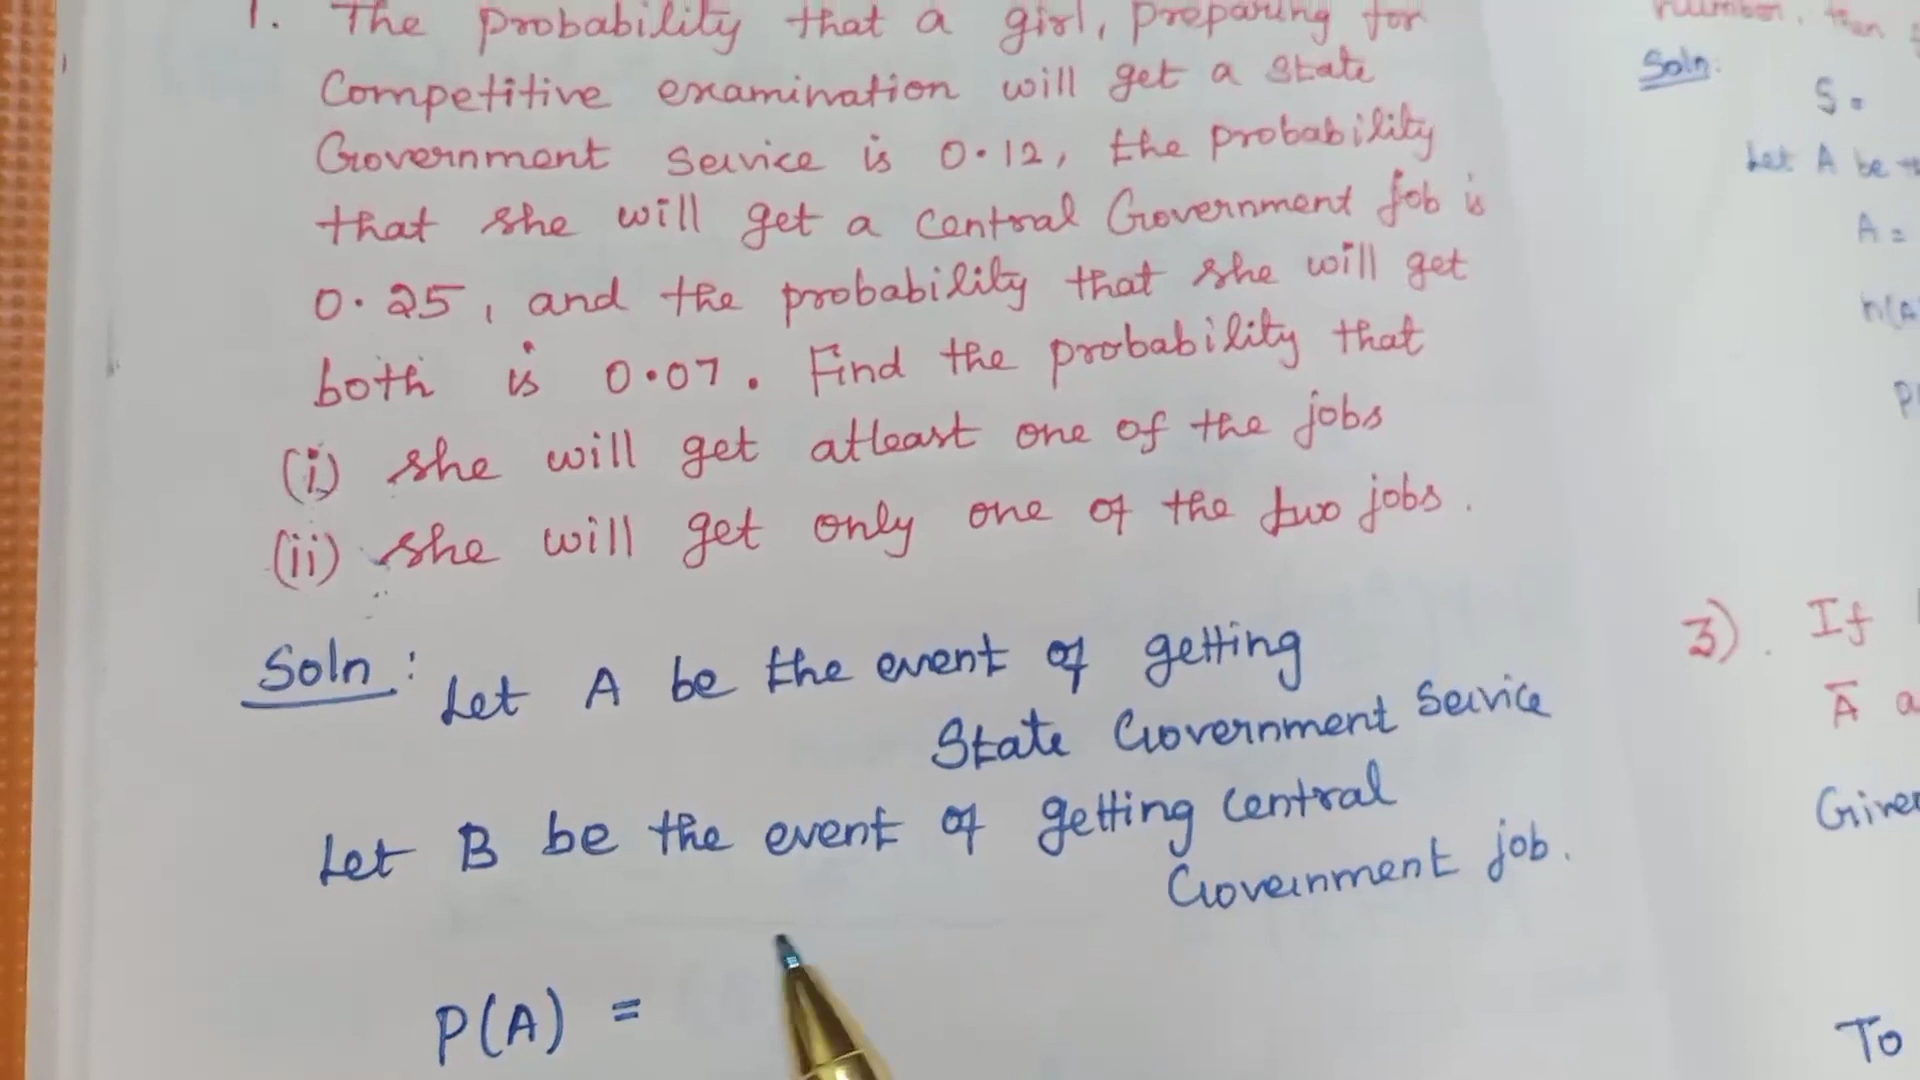 1. The probability that a girl, preparing for
Competitive examination will get a State
Government Service is 0.12, the probability
that she will get a Central Government job is
0.25, and the probability that she will get
both is 0.07. Find the probability that
(i) she will get atleast one of the jobs
(ii) she will get only one of the two jobs.
Soln: Let A be the event of getting
State Government Service
Let B be the event of getting Central
Government job.
P(A) =
number, then
Soln:
S =
Let A be
A =
n(A
P
3). If
Ā a
Given
To